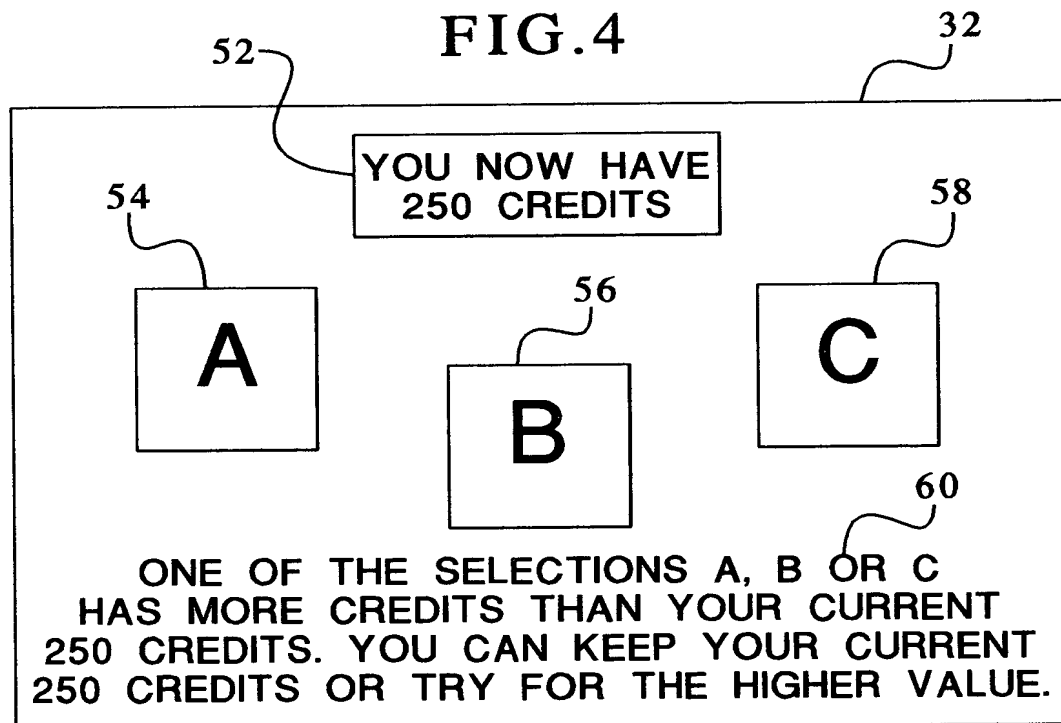 FIG.4
52
32
YOU NOW HAVE
250 CREDITS
54
58
56
A
C
B
60
ONE OF THE SELECTIONS A, B OR C
HAS MORE CREDITS THAN YOUR CURRENT
250 CREDITS. YOU CAN KEEP YOUR CURRENT
250 CREDITS OR TRY FOR THE HIGHER VALUE.